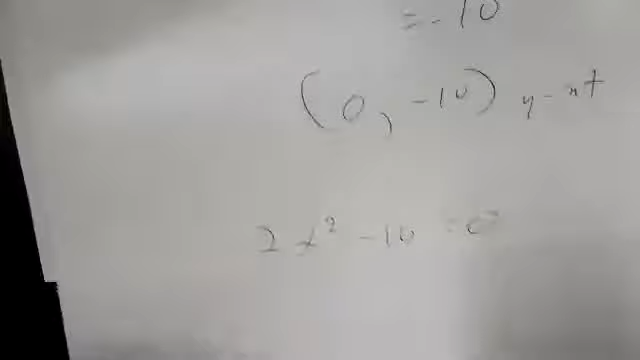 = -10
(0, -10) y-int
2x² - 10 = 0